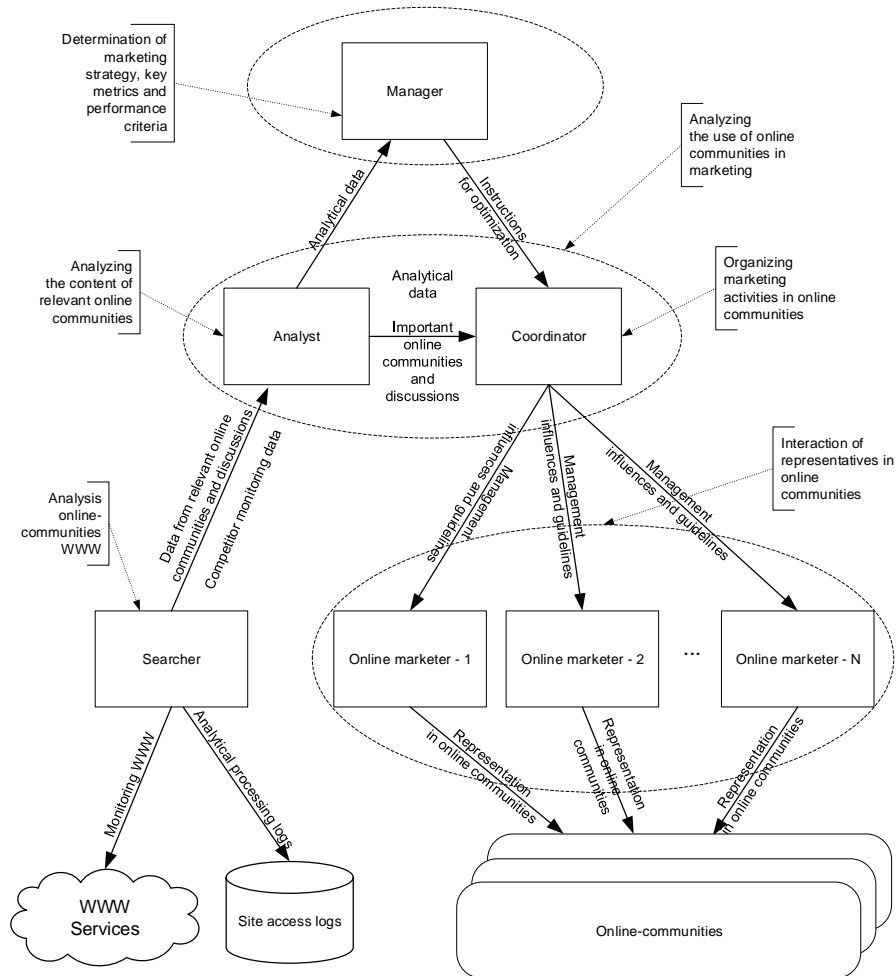 Determination of
marketing
strategy, key
metrics and
performance
criteria
Manager
Analyzing
the use of online
communities in
marketing
Analytical data
Instructions
for optimization
Analyzing
the content of
relevant online
communities
Analyst
Analytical
data
Important
online
communities
and
discussions
Coordinator
Organizing
marketing
activities in online
communities
Data from relevant online
communities and discussions
Competitor monitoring data
Management
influences and guidelines
Management
influences and guidelines
Management
influences and guidelines
Interaction of
representatives in
online
communities
Analysis
online-
communities
WWW
Searcher
Online marketer - 1
Online marketer - 2
...
Online marketer - N
Monitoring WWW
Analytical processing logs
Representation
in online communities
Representation
in online
communities
Representation
in online communities
WWW
Services
Site access logs
Online-communities